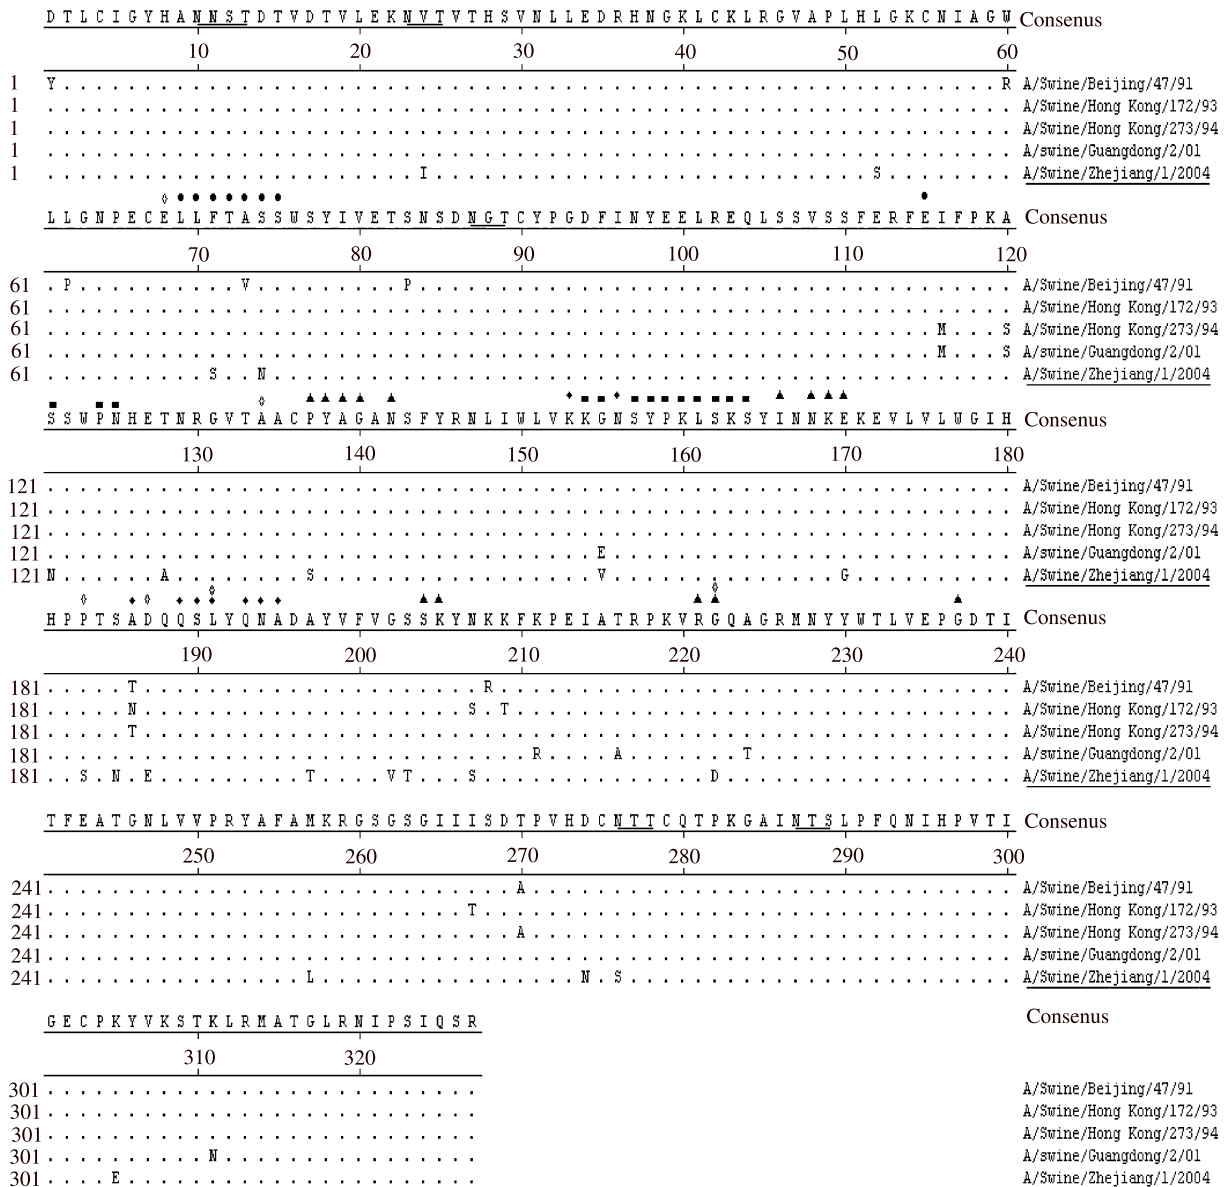 D T L C I G Y H A N N S T D T V D T V L E K N V T V T H S V N L L E D R H N G K L C K L R G V A P L H L G K C N I A G W Consenus
10 20 30 40 50 60
1 Y . . . . . . . . . . . . . . . . . . . . . . . . . . . . . . . . . . . . . . . . . . . . . . . . . . . . . . . . . . R A/Swine/Beijing/47/91
1 . . . . . . . . . . . . . . . . . . . . . . . . . . . . . . . . . . . . . . . . . . . . . . . . . . . . . . . . . . . . A/Swine/Hong Kong/172/93
1 . . . . . . . . . . . . . . . . . . . . . . . . . . . . . . . . . . . . . . . . . . . . . . . . . . . . . . . . . . . . A/Swine/Hong Kong/273/94
1 . . . . . . . . . . . . . . . . . . . . . . . . . . . . . . . . . . . . . . . . . . . . . . . . . . . . . . . . . . . . A/swine/Guangdong/2/01
1 . . . . . . . . . . . . . . . . . . . . . . . I . . . . . . . . . . . . . . . . . . . . . . . . . . . S . . . . . . . . A/Swine/Zhejiang/1/2004
L L G N P E C E L L F T A S S W S Y I V E T S N S D N G T C Y P G D F I N Y E E L R E Q L S S V S S F E R F E I F P K A Consenus
70 80 90 100 110 120
61 . P . . . . . . . . . . V . . . . . . . . . P . . . . . . . . . . . . . . . . . . . . . . . . . . . . . . . . . . . . . A/Swine/Beijing/47/91
61 . . . . . . . . . . . . . . . . . . . . . . . . . . . . . . . . . . . . . . . . . . . . . . . . . . . . . . . . . . . . A/Swine/Hong Kong/172/93
61 . . . . . . . . . . . . . . . . . . . . . . . . . . . . . . . . . . . . . . . . . . . . . . . . . . . . . . . M . . . S A/Swine/Hong Kong/273/94
61 . . . . . . . . . . . . . . . . . . . . . . . . . . . . . . . . . . . . . . . . . . . . . . . . . . . . . . . M . . . S A/swine/Guangdong/2/01
61 . . . . . . . . . . S . . N . . . . . . . . . . . . . . . . . . . . . . . . . . . . . . . . . . . . . . . . . . . . . . A/Swine/Zhejiang/1/2004
S S W P N H E T N R G V T A A C P Y A G A N S F Y R N L I W L V K K G N S Y P K L S K S Y I N N K E K E V L V L W G I H Consenus
130 140 150 160 170 180
121 . . . . . . . . . . . . . . . . . . . . . . . . . . . . . . . . . . . . . . . . . . . . . . . . . . . . . . . . . . . . A/Swine/Beijing/47/91
121 . . . . . . . . . . . . . . . . . . . . . . . . . . . . . . . . . . . . . . . . . . . . . . . . . . . . . . . . . . . . A/Swine/Hong Kong/172/93
121 . . . . . . . . . . . . . . . . . . . . . . . . . . . . . . . . . . . . . . . . . . . . . . . . . . . . . . . . . . . . A/Swine/Hong Kong/273/94
121 . . . . . . . . . . . . . . . . . . . . . . . . . . . . . . . . . . E . . . . . . . . . . . . . . . . . . . . . . . . . A/swine/Guangdong/2/01
121 N . . . . . . A . . . . . . . . S . . . . . . . . . . . . . . . . . V . . . . . . . . . . . . . . G . . . . . . . . . . A/Swine/Zhejiang/1/2004
H P P T S A D Q Q S L Y Q N A D A Y V F V G S S K Y N K K F K P E I A T R P K V R G Q A G R M N Y Y W T L V E P G D T I Consenus
190 200 210 220 230 240
181 . . . . . T . . . . . . . . . . . . . . . . . . . . . R . . . . . . . . . . . . . . . . . . . . . . . . . . . . . . . . A/Swine/Beijing/47/91
181 . . . . . N . . . . . . . . . . . . . . . . . . . . S . T . . . . . . . . . . . . . . . . . . . . . . . . . . . . . . . A/Swine/Hong Kong/172/93
181 . . . . . T . . . . . . . . . . . . . . . . . . . . . . . . . . . . . . . . . . . . . . . . . . . . . . . . . . . . . . A/Swine/Hong Kong/273/94
181 . . . . . . . . . . . . . . . . . . . . . . . . . . . . . . R . . . . A . . . . . . . T . . . . . . . . . . . . . . . . A/swine/Guangdong/2/01
181 . . S . N . E . . . . . . . . . T . . . . V T . . . S . . . . . . . . . . . . . . D . . . . . . . . . . . . . . . . . . A/Swine/Zhejiang/1/2004
T F E A T G N L V V P R Y A F A M K R G S G S G I I I S D T P V H D C N T T C Q T P K G A I N T S L P F Q N I H P V T I Consenus
250 260 270 280 290 300
241 . . . . . . . . . . . . . . . . . . . . . . . . . . . . . A . . . . . . . . . . . . . . . . . . . . . . . . . . . . . . A/Swine/Beijing/47/91
241 . . . . . . . . . . . . . . . . . . . . . . . . . . T . . . . . . . . . . . . . . . . . . . . . . . . . . . . . . . . . A/Swine/Hong Kong/172/93
241 . . . . . . . . . . . . . . . . . . . . . . . . . . . . . A . . . . . . . . . . . . . . . . . . . . . . . . . . . . . . A/Swine/Hong Kong/273/94
241 . . . . . . . . . . . . . . . . . . . . . . . . . . . . . . . . . . . . . . . . . . . . . . . . . . . . . . . . . . . . A/swine/Guangdong/2/01
241 . . . . . . . . . . . . . . . . L . . . . . . . . . . . . . . . . N . S . . . . . . . . . . . . . . . . . . . . . . . . A/Swine/Zhejiang/1/2004
G E C P K Y V K S T K L R M A T G L R N I P S I Q S R Consenus
310 320
301 . . . . . . . . . . . . . . . . . . . . . . . . . . . A/Swine/Beijing/47/91
301 . . . . . . . . . . . . . . . . . . . . . . . . . . . A/Swine/Hong Kong/172/93
301 . . . . . . . . . . . . . . . . . . . . . . . . . . . A/Swine/Hong Kong/273/94
301 . . . . . . . . . . N . . . . . . . . . . . . . . . . A/swine/Guangdong/2/01
301 . . . . E . . . . . . . . . . . . . . . . . . . . . . A/Swine/Zhejiang/1/2004